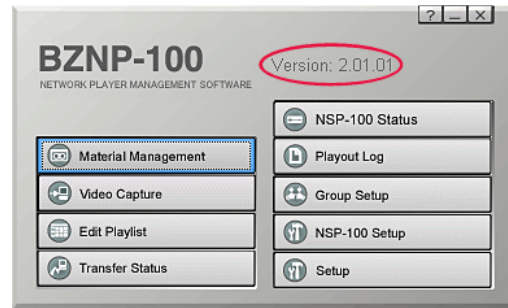 ? _ X
BZNP-100
Version: 2.01.01
NETWORK PLAYER MANAGEMENT SOFTWARE
Material Management
Video Capture
Edit Playlist
Transfer Status
NSP-100 Status
Playout Log
Group Setup
NSP-100 Setup
Setup